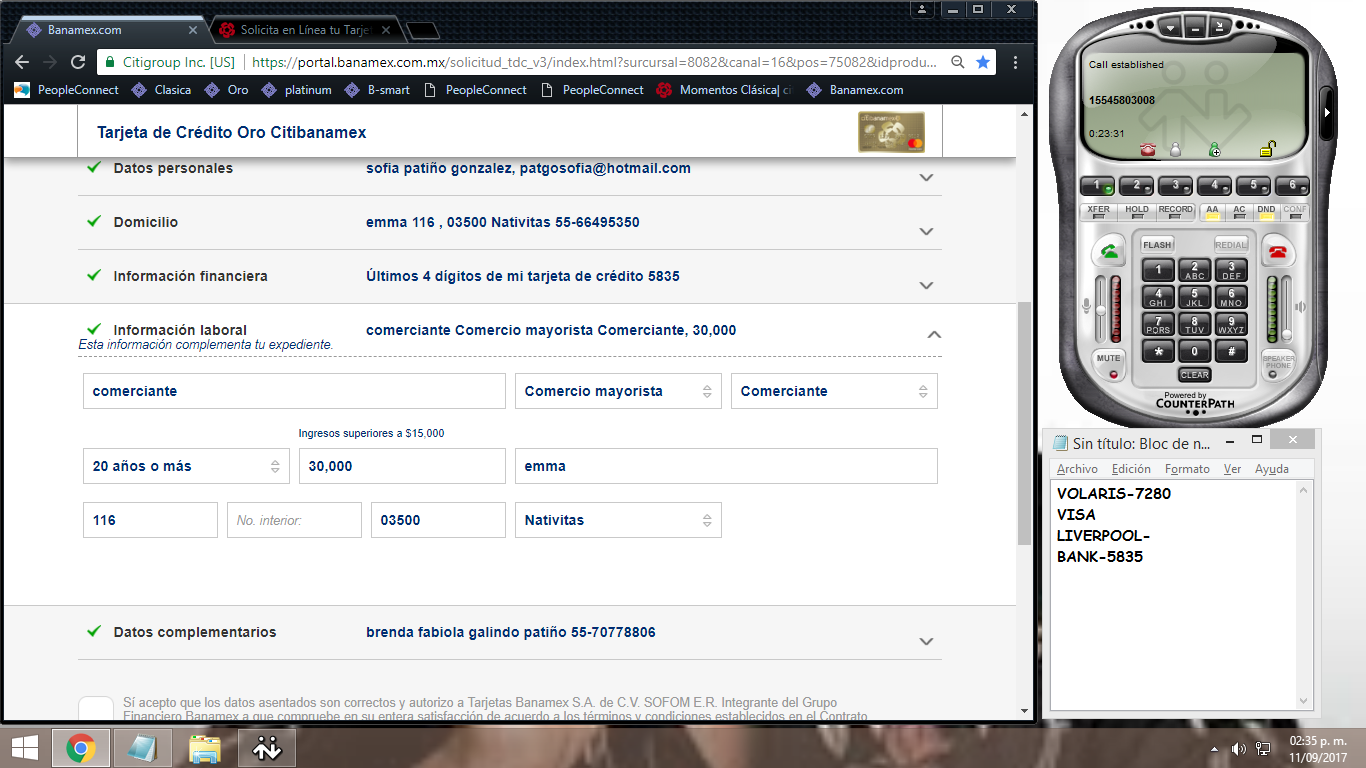 Banamex.com
Solicita en Línea tu Tarje
Citigroup Inc. [US]
https://portal.banamex.com.mx/solicitud_tdc_v3/index.html?sursursal=8082&canal=16&pos=75082&idprodu...
PeopleConnect
Clasica
Oro
platinum
B-smart
PeopleConnect
PeopleConnect
Momentos Clásica| ci
Banamex.com
Tarjeta de Crédito Oro Citibanamex
Datos personales
sofia patiño gonzalez, patgosofia@hotmail.com
Domicilio
emma 116 , 03500 Nativitas 55-66495350
Información financiera
Últimos 4 dígitos de mi tarjeta de crédito 5835
Información laboral
comerciante Comercio mayorista Comerciante, 30,000
Esta información complementa tu expediente.
comerciante
Comercio mayorista
Comerciante
Ingresos superiores a $15,000
20 años o más
30,000
emma
116
No. interior:
03500
Nativitas
Datos complementarios
brenda fabiola galindo patiño 55-70778806
Sí acepto que los datos asentados son correctos y autorizo a Tarjetas Banamex S.A. de C.V. SOFOM E.R. Integrante del Grupo
Financiero Banamex a que compruebe en su entera satisfacción de acuerdo a los términos y condiciones establecidos en el Contrato
Call established
15545803008
0:23:31
1 2 3 4 5 6
XFER HOLD RECORD AA AC DND CONF
FLASH REDIAL
1 2 ABC 3 DEF
4 GHI 5 JKL 6 MNO
7 PQRS 8 TUV 9 WXYZ
* 0 #
MUTE
CLEAR
SPEAKER PHONE
Powered by
COUNTERPATH
Sin título: Bloc de n...
Archivo Edición Formato Ver Ayuda
VOLARIS-7280
VISA
LIVERPOOL-
BANK-5835
02:35 p. m.
11/09/2017